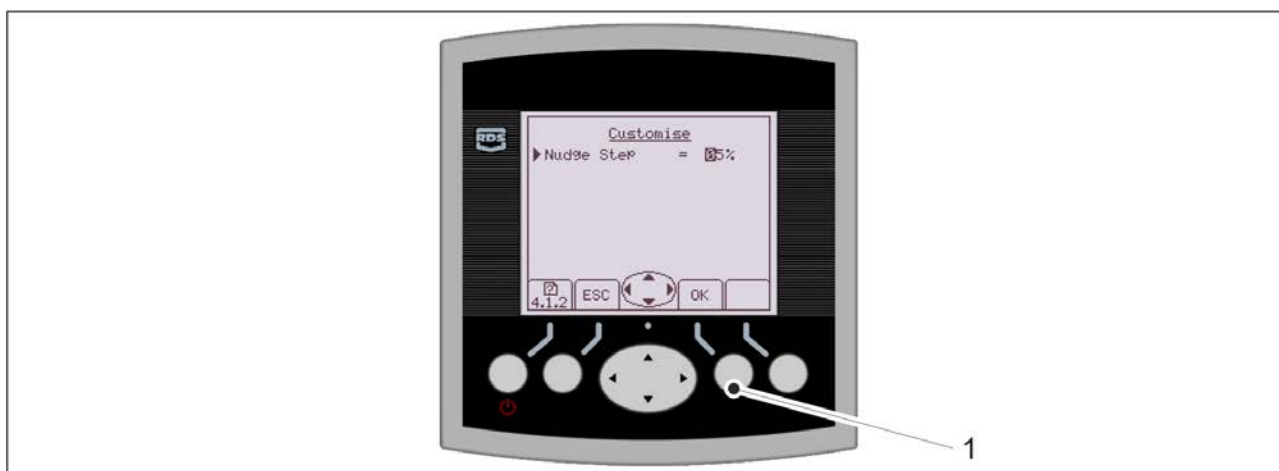 RDS
Customise
Nudge Step = 05%
4.1.2 ESC OK
1